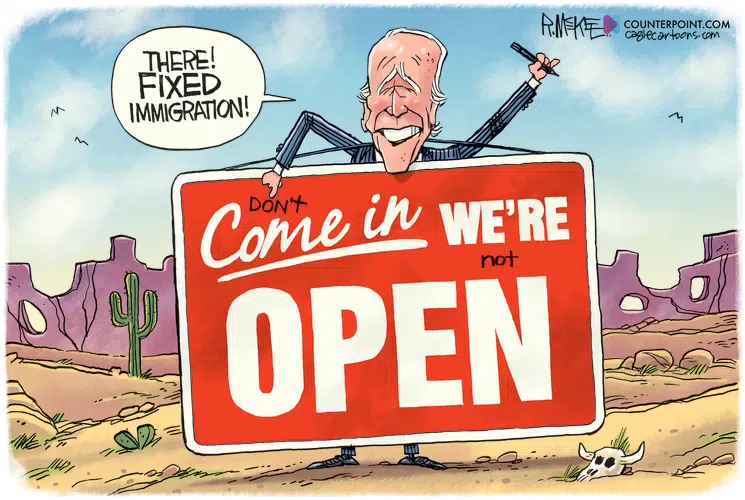 R.McKEE
COUNTERPOINT.COM
caglecartoons.com
THERE!
FIXED
IMMIGRATION!
DON'T
Come in WE'RE
not
OPEN